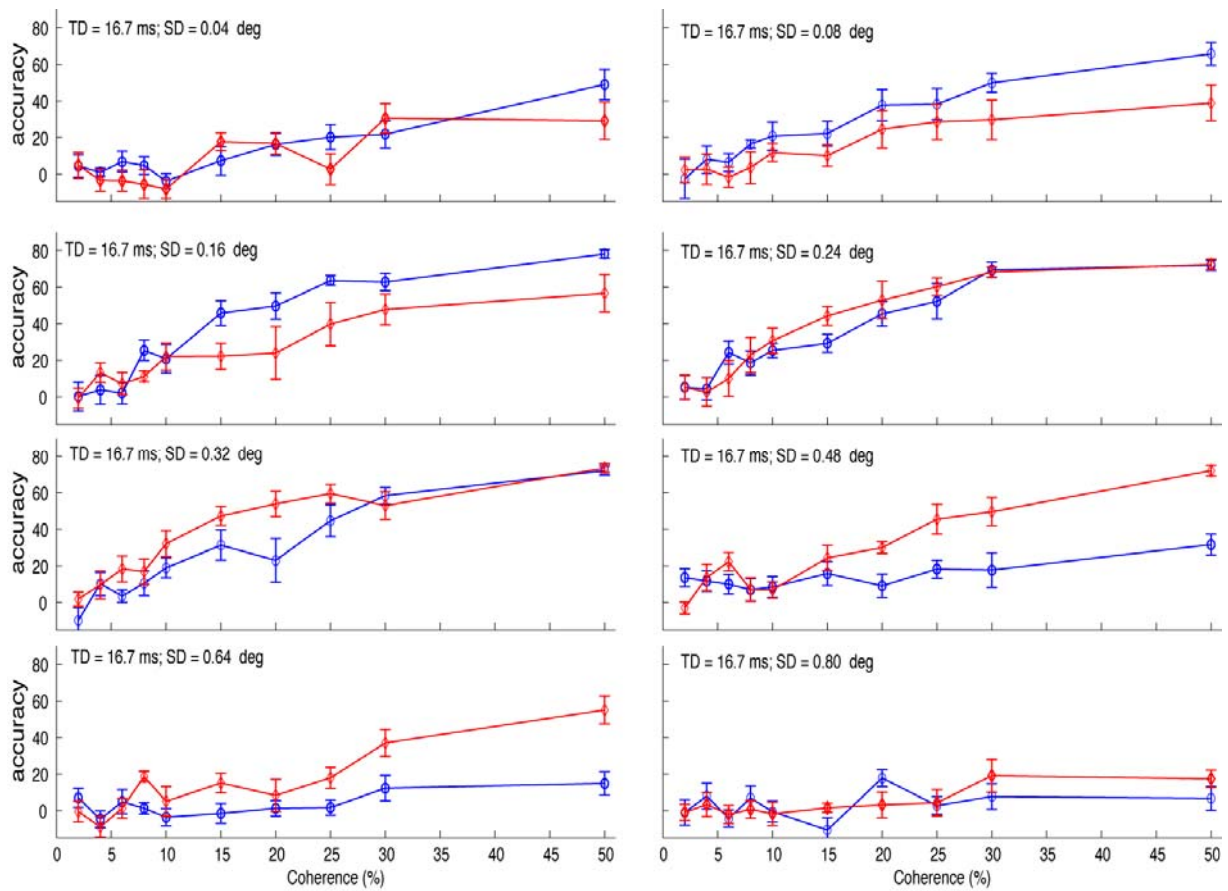 TD = 16.7 ms; SD = 0.04 deg
accuracy
80
60
40
20
0
TD = 16.7 ms; SD = 0.08 deg
TD = 16.7 ms; SD = 0.16 deg
accuracy
80
60
40
20
0
TD = 16.7 ms; SD = 0.24 deg
TD = 16.7 ms; SD = 0.32 deg
accuracy
80
60
40
20
0
TD = 16.7 ms; SD = 0.48 deg
TD = 16.7 ms; SD = 0.64 deg
accuracy
80
60
40
20
0
0 5 10 15 20 25 30 35 40 45 50
Coherence (%)
TD = 16.7 ms; SD = 0.80 deg
0 5 10 15 20 25 30 35 40 45 50
Coherence (%)